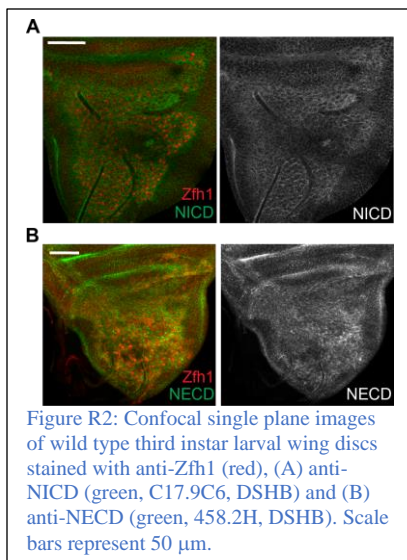 A
Zfh1
NICD
NICD
B
Zfh1
NECD
NECD
Figure R2: Confocal single plane images
of wild type third instar larval wing discs
stained with anti-Zfh1 (red), (A) anti-
NICD (green, C17.9C6, DSHB) and (B)
anti-NECD (green, 458.2H, DSHB). Scale
bars represent 50 μm.